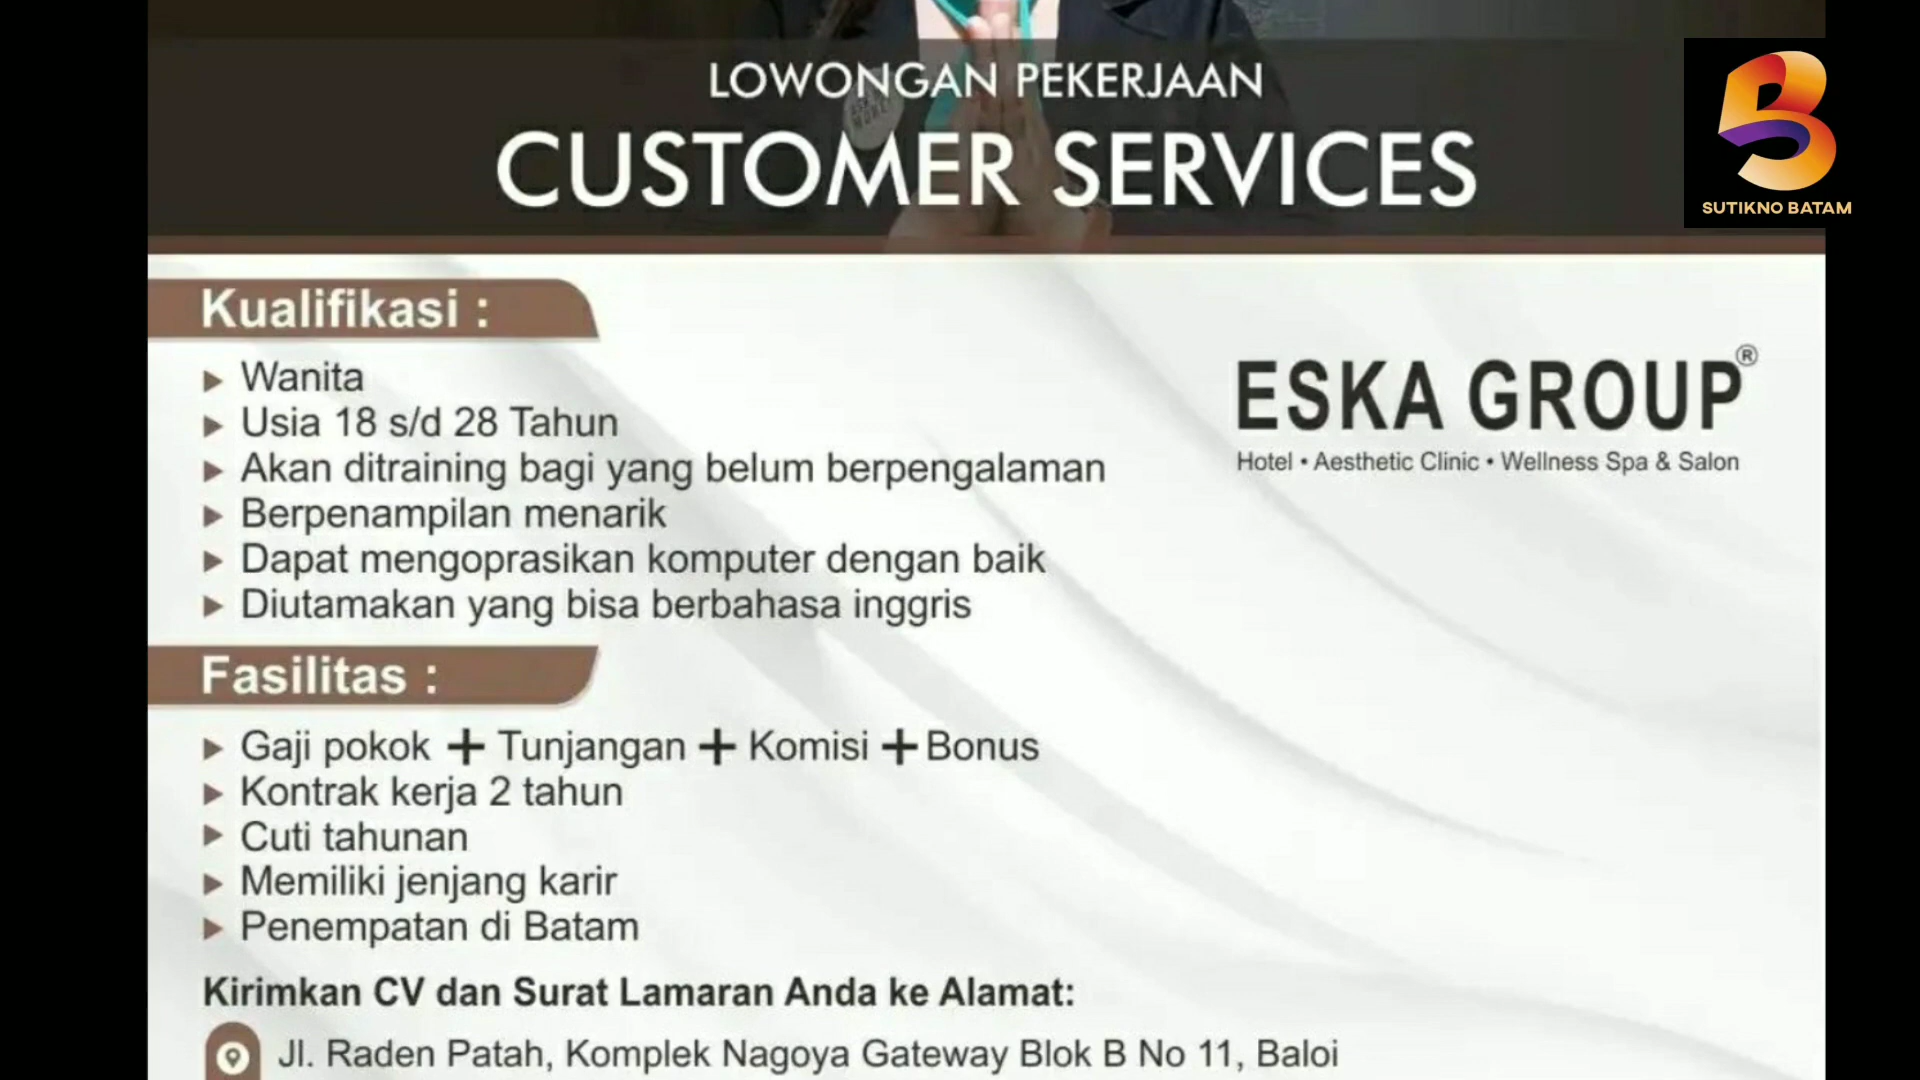 LOWONGAN PEKERJAAN
CUSTOMER SERVICES
SUTIKNO BATAM
Kualifikasi :
Wanita
Usia 18 s/d 28 Tahun
Akan ditraining bagi yang belum berpengalaman
Berpenampilan menarik
Dapat mengoprasikan komputer dengan baik
Diutamakan yang bisa berbahasa inggris
ESKA GROUP®
Hotel • Aesthetic Clinic • Wellness Spa & Salon
Fasilitas :
Gaji pokok + Tunjangan + Komisi + Bonus
Kontrak kerja 2 tahun
Cuti tahunan
Memiliki jenjang karir
Penempatan di Batam
Kirimkan CV dan Surat Lamaran Anda ke Alamat:
Jl. Raden Patah, Komplek Nagoya Gateway Blok B No 11, Baloi